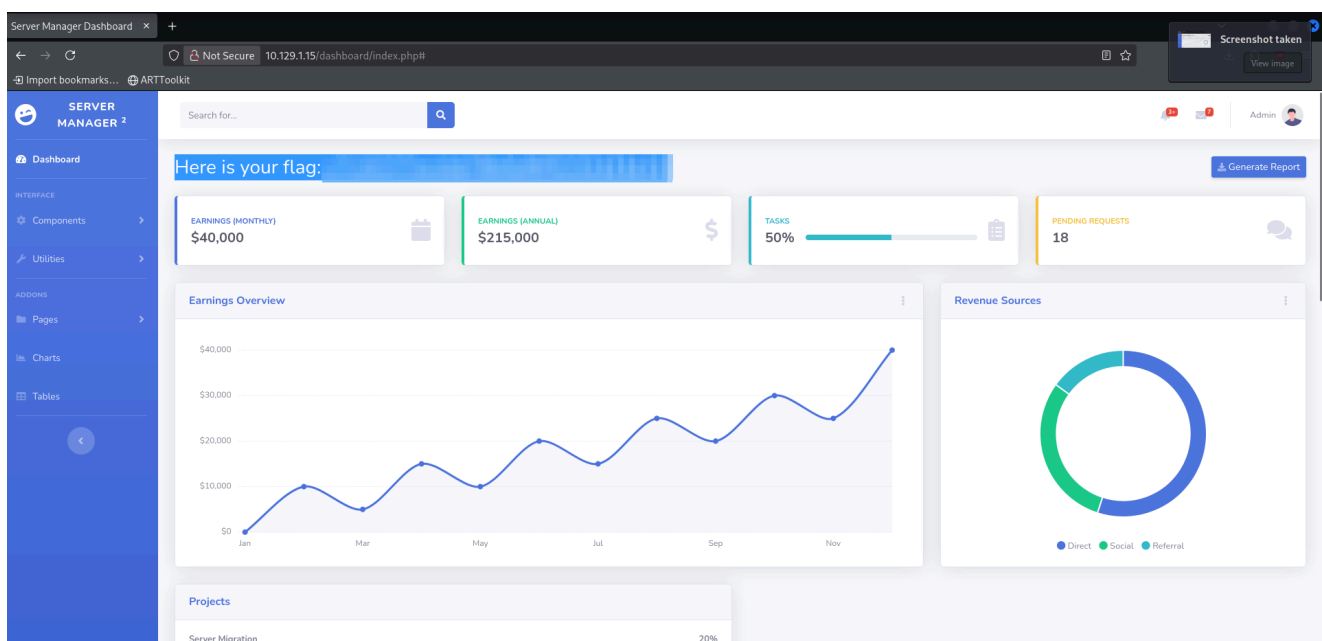 Server Manager Dashboard × +
Screenshot taken
View image
Not Secure 10.129.1.15/dashboard/index.php#
Import bookmarks... ARTToolkit
SERVER
MANAGER 2
Search for...
3+
7
Admin
Dashboard
Here is your flag:
Generate Report
INTERFACE
Components
Utilities
ADDONS
Pages
Charts
Tables
EARNINGS (MONTHLY)
$40,000
EARNINGS (ANNUAL)
$215,000
TASKS
50%
PENDING REQUESTS
18
Earnings Overview
$40,000
$30,000
$20,000
$10,000
$0
Jan Mar May Jul Sep Nov
Revenue Sources
Direct Social Referral
Projects
Server Migration 20%